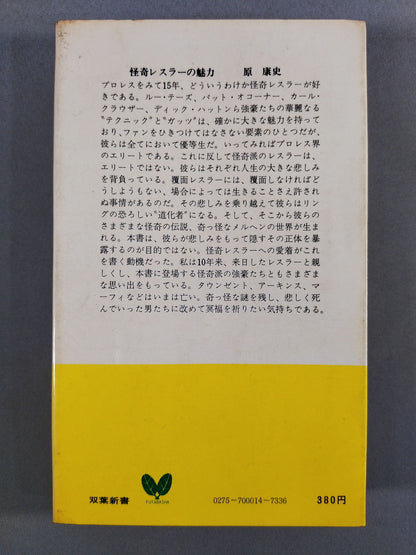 怪奇レスラーの魅力　　原　康史
プロレスをみて15年、どういうわけか怪奇レスラーが好
きである。ルー・テーズ、パット・オコーナー、カール・
クラウザー、ディック・ハットンら強豪たちの華麗なる
“テクニック”と“ガッツ”は、確かに大きな魅力を持って
おり、ファンをひきつけてはなさない要素のひとつだが、
彼らは全てにおいて優等生だ。いってみればプロレス界
のエリートである。これに反して怪奇派のレスラーは、
エリートではない。彼らはそれぞれ人生の大きな悲しみ
を背負っている。覆面レスラーには、覆面しなければど
うしようもない、場合によっては生きることさえ許され
ぬ事情があるのだ。その悲しみを乗り越えて彼らはリン
グの恐ろしい“道化者”になる。そして、そこから彼らの
さまざまな怪奇の伝説、奇っ怪なメルヘンの世界が生ま
れる。本書は、彼らが悲しみをもって隠すその正体を暴
露するのが目的ではない。怪奇レスラーへの愛着がこれ
を書く動機だった。私は10年米、来日したレスラーと親
しくし、本書に登場する怪奇派の強豪たちともさまざま
な思い出をもっている。タウンゼント、アーキンス、マ
ーフィなどはいまは亡い。奇っ怪な謎を残し、悲しく死
んでいった男たちに改めて冥福を祈りたい気持ちである。
双葉新書
FUTABASHA
0275-700014-7336
380円